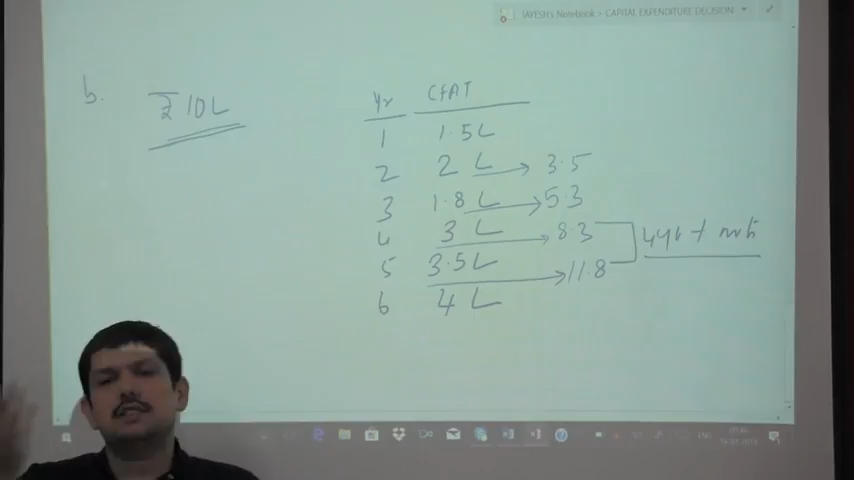 JAYESH's Notebook > CAPITAL EXPENDITURE DECISION
b. ₹ 10L
Yr CFAT
1 1.5L
2 2 L → 3.5
3 1.8 L → 5.3
4 3 L → 8.3
5 3.5L → 11.8
6 4 L
4yr + mth
ENG